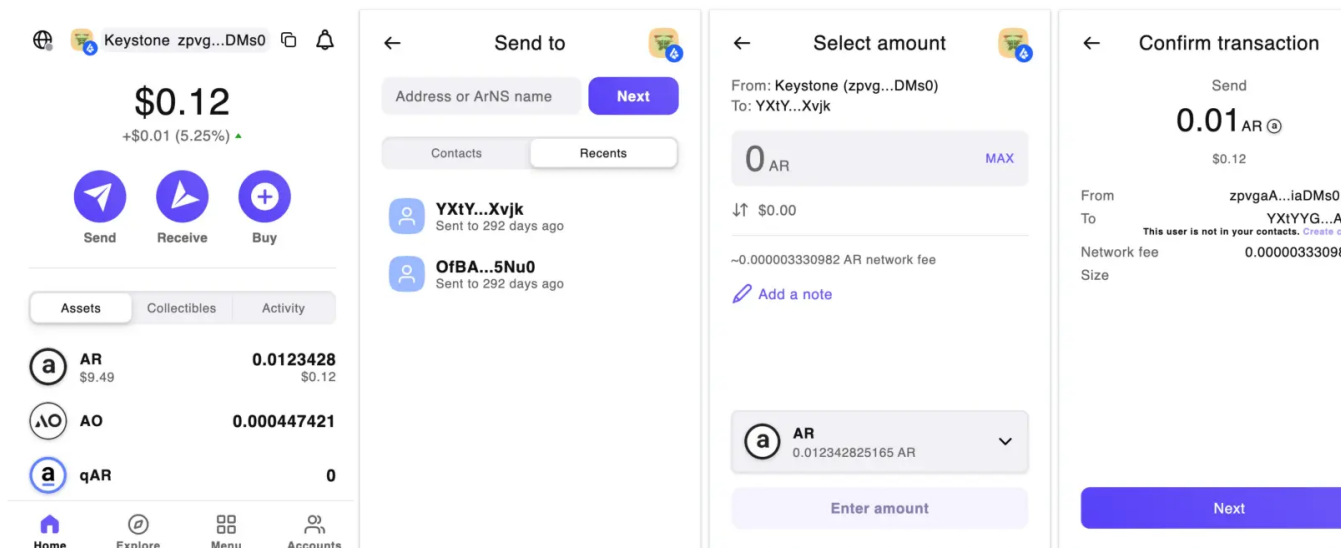 Keystone zpvg...DMs0
$0.12
+$0.01 (5.25%)
Send
Receive
Buy
Assets
Collectibles
Activity
a
AR
0.0123428
$9.49
$0.12
AO
AO
0.000447421
a
qAR
0
Home
Explore
Menu
Accounts
Send to
Address or ArNS name
Next
Contacts
Recents
YXtY...Xvjk
Sent to 292 days ago
OfBA...5Nu0
Sent to 292 days ago
Select amount
From: Keystone (zpvg...DMs0)
To: YXtY...Xvjk
0 AR
MAX
$0.00
~0.000003330982 AR network fee
Add a note
a
AR
0.012342825165 AR
Enter amount
Confirm transaction
Send
0.01 AR a
$0.12
From
zpvgaA...iaDMs0
To
YXtYYG...A
This user is not in your contacts. Create c
Network fee
0.00000333098
Size
Next